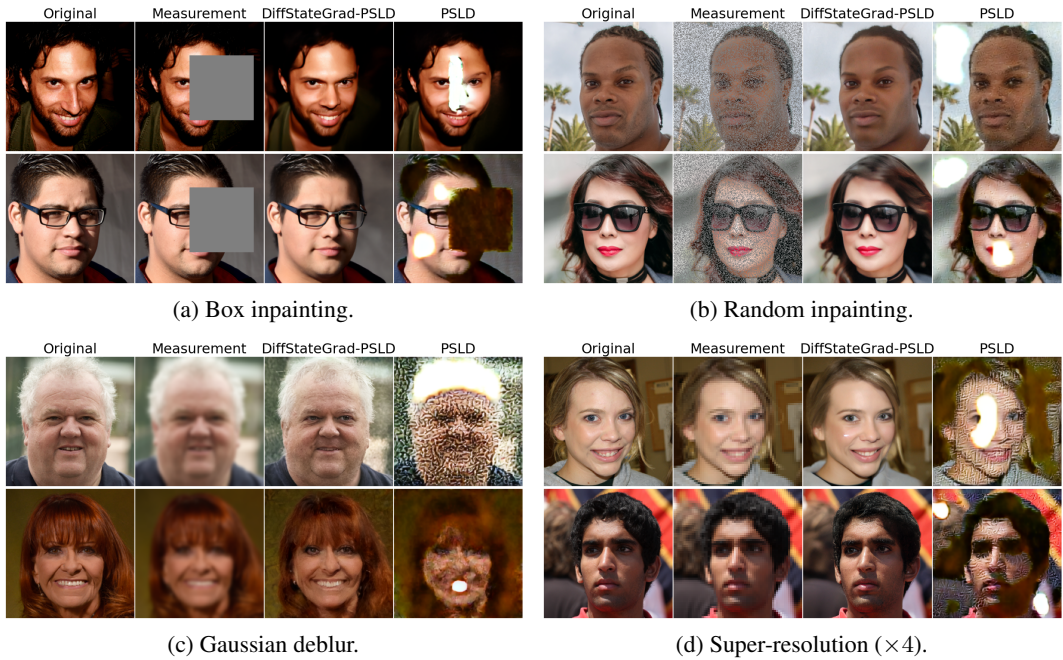 Original Measurement DiffStateGrad-PSLD PSLD
(a) Box inpainting.
Original Measurement DiffStateGrad-PSLD PSLD
(b) Random inpainting.
Original Measurement DiffStateGrad-PSLD PSLD
(c) Gaussian deblur.
Original Measurement DiffStateGrad-PSLD PSLD
(d) Super-resolution (×4).